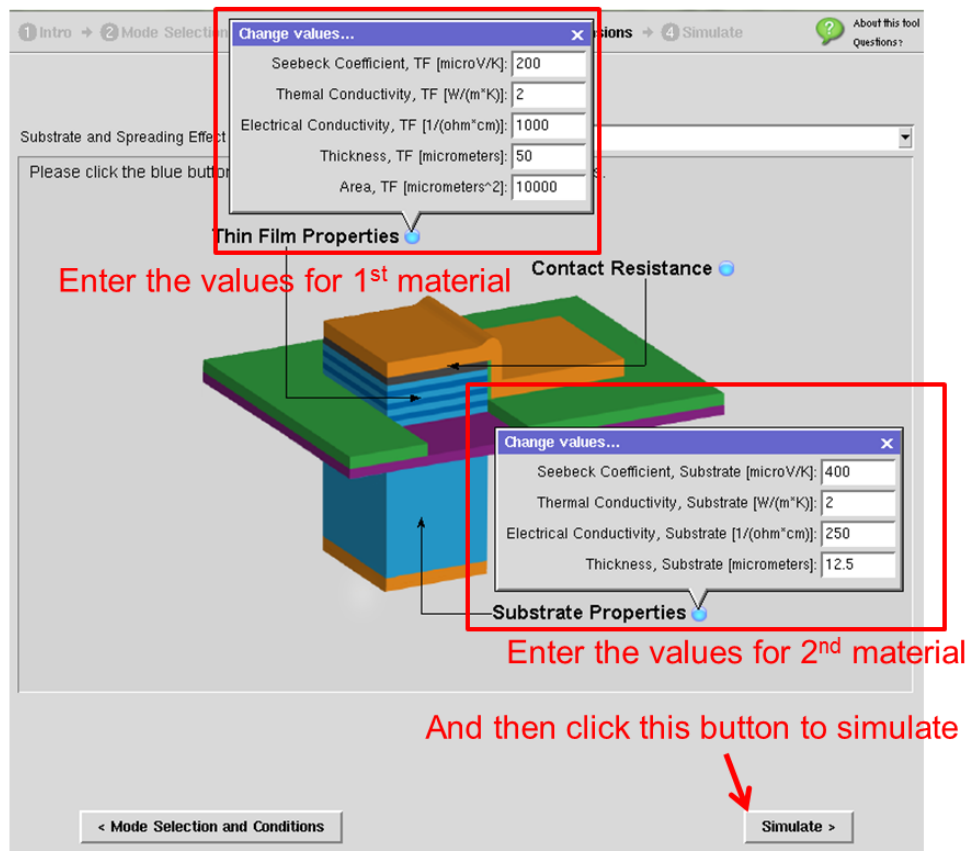 1 Intro → 2 Mode Selection
sions → 4 Simulate
? About this tool
Questions?
Change values... x
Seebeck Coefficient, TF [microV/K]: 200
Themal Conductivity, TF [W/(m*K)]: 2
Electrical Conductivity, TF [1/(ohm*cm)]: 1000
Thickness, TF [micrometers]: 50
Area, TF [micrometers^2]: 10000
Substrate and Spreading Effect
Please click the blue button
s.
Thin Film Properties
Enter the values for 1st material
Contact Resistance
Change values... x
Seebeck Coefficient, Substrate [microV/K]: 400
Thermal Conductivity, Substrate [W/(m*K)]: 2
Electrical Conductivity, Substrate [1/(ohm*cm)]: 250
Thickness, Substrate [micrometers]: 12.5
Substrate Properties
Enter the values for 2nd material
And then click this button to simulate
< Mode Selection and Conditions
Simulate >